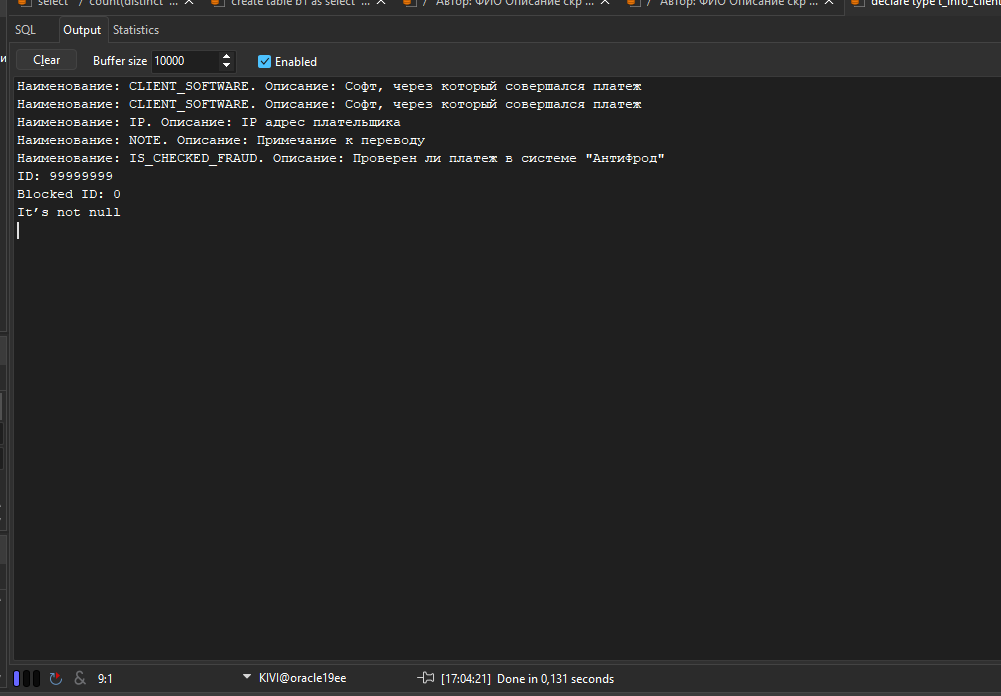 select / count(distinct ... create table b1 as select ... / Автор: ФИО Описание скр ... / Автор: ФИО Описание скр ... declare type t_info_client
SQL Output Statistics
Clear Buffer size 10000 Enabled
Наименование: CLIENT_SOFTWARE. Описание: Софт, через который совершался платеж
Наименование: CLIENT_SOFTWARE. Описание: Софт, через который совершался платеж
Наименование: IP. Описание: IP адрес плательщика
Наименование: NOTE. Описание: Примечание к переводу
Наименование: IS_CHECKED_FRAUD. Описание: Проверен ли платеж в системе "АнтиФрод"
ID: 99999999
Blocked ID: 0
It’s not null
& 9:1 KIVI@oracle19ee [17:04:21] Done in 0,131 seconds